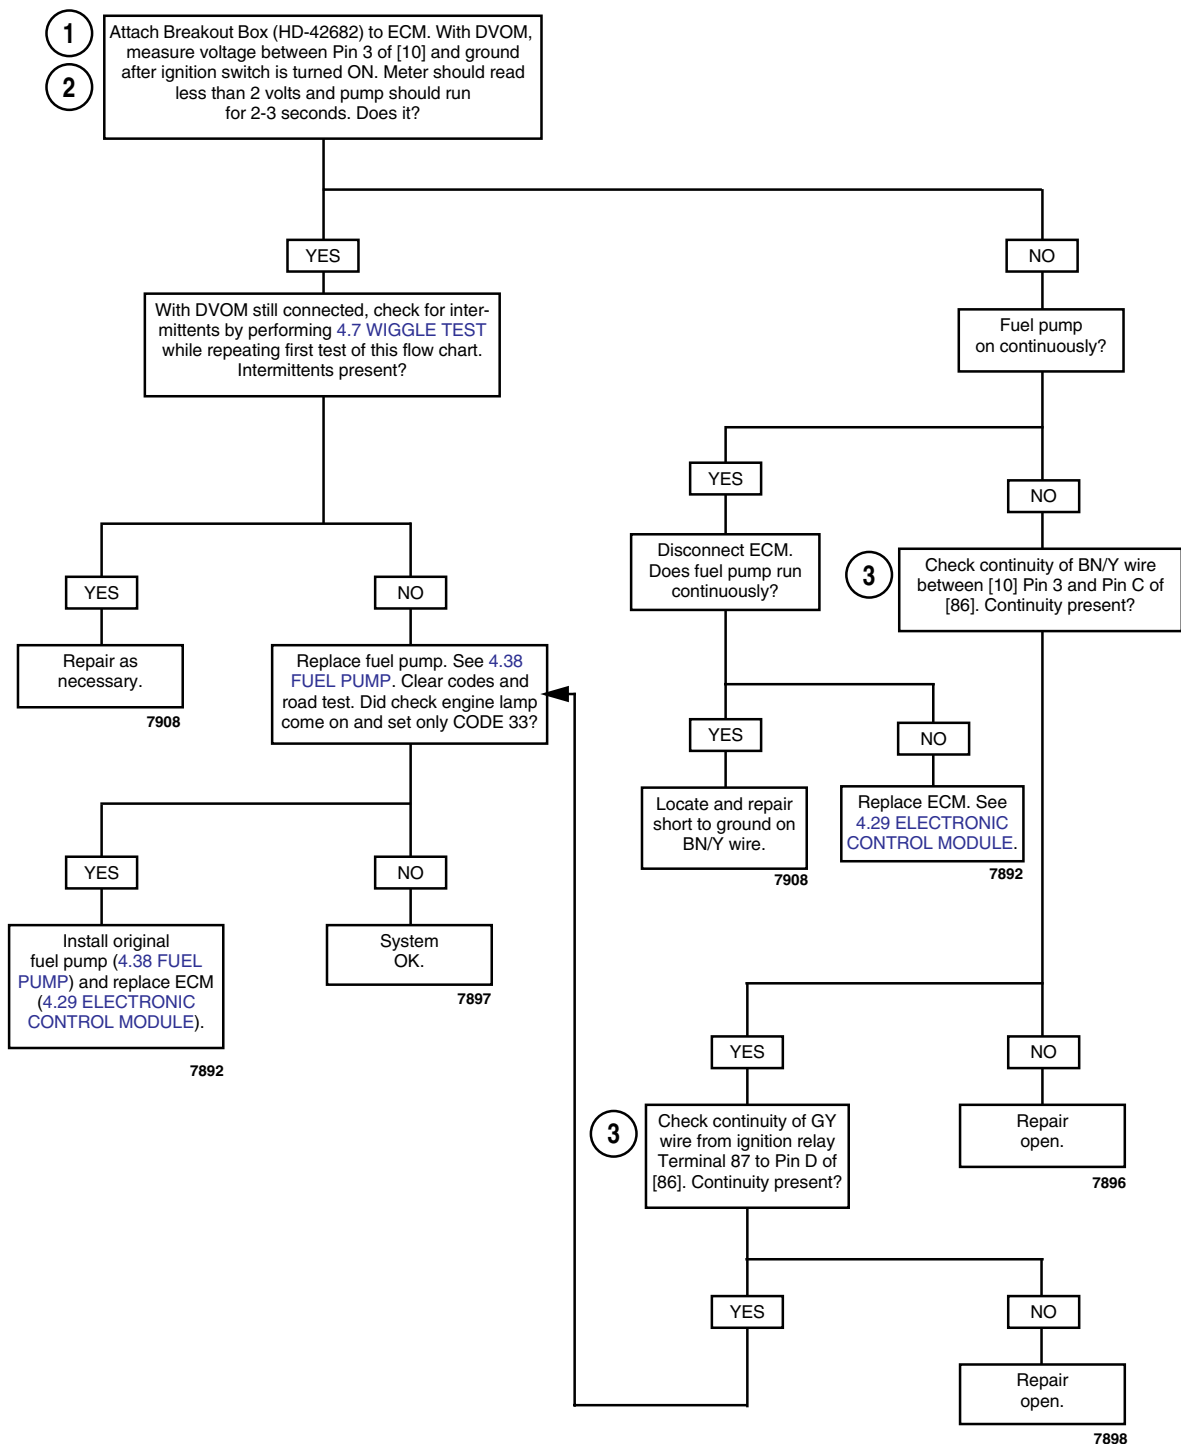 1
2
Attach Breakout Box (HD-42682) to ECM. With DVOM,
measure voltage between Pin 3 of [10] and ground
after ignition switch is turned ON. Meter should read
less than 2 volts and pump should run
for 2-3 seconds. Does it?
YES
NO
With DVOM still connected, check for inter-
mittents by performing 4.7 WIGGLE TEST
while repeating first test of this flow chart.
Intermittents present?
Fuel pump
on continuously?
YES
NO
Disconnect ECM.
Does fuel pump run
continuously?
3
Check continuity of BN/Y wire
between [10] Pin 3 and Pin C of
[86]. Continuity present?
YES
NO
Repair as
necessary.
7908
Replace fuel pump. See 4.38
FUEL PUMP. Clear codes and
road test. Did check engine lamp
come on and set only CODE 33?
YES
NO
Locate and repair
short to ground on
BN/Y wire.
7908
Replace ECM. See
4.29 ELECTRONIC
CONTROL MODULE.
7892
YES
NO
Install original
fuel pump (4.38 FUEL
PUMP) and replace ECM
(4.29 ELECTRONIC
CONTROL MODULE).
7892
System
OK.
7897
YES
NO
3
Check continuity of GY
wire from ignition relay
Terminal 87 to Pin D of
[86]. Continuity present?
Repair
open.
7896
YES
NO
Repair
open.
7898